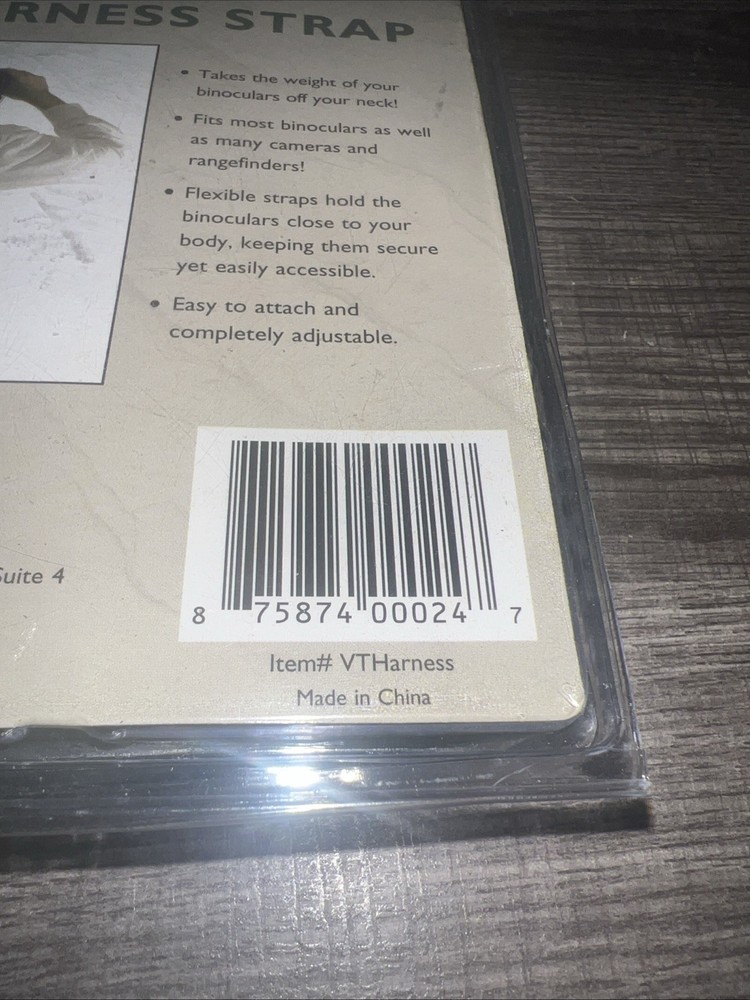 RNESS STRAP
• Takes the weight of your
binoculars off your neck!
• Fits most binoculars as well
as many cameras and
rangefinders!
• Flexible straps hold the
binoculars close to your
body, keeping them secure
yet easily accessible.
• Easy to attach and
completely adjustable.
Suite 4
8 75874 00024 7
Item# VTHarness
Made in China